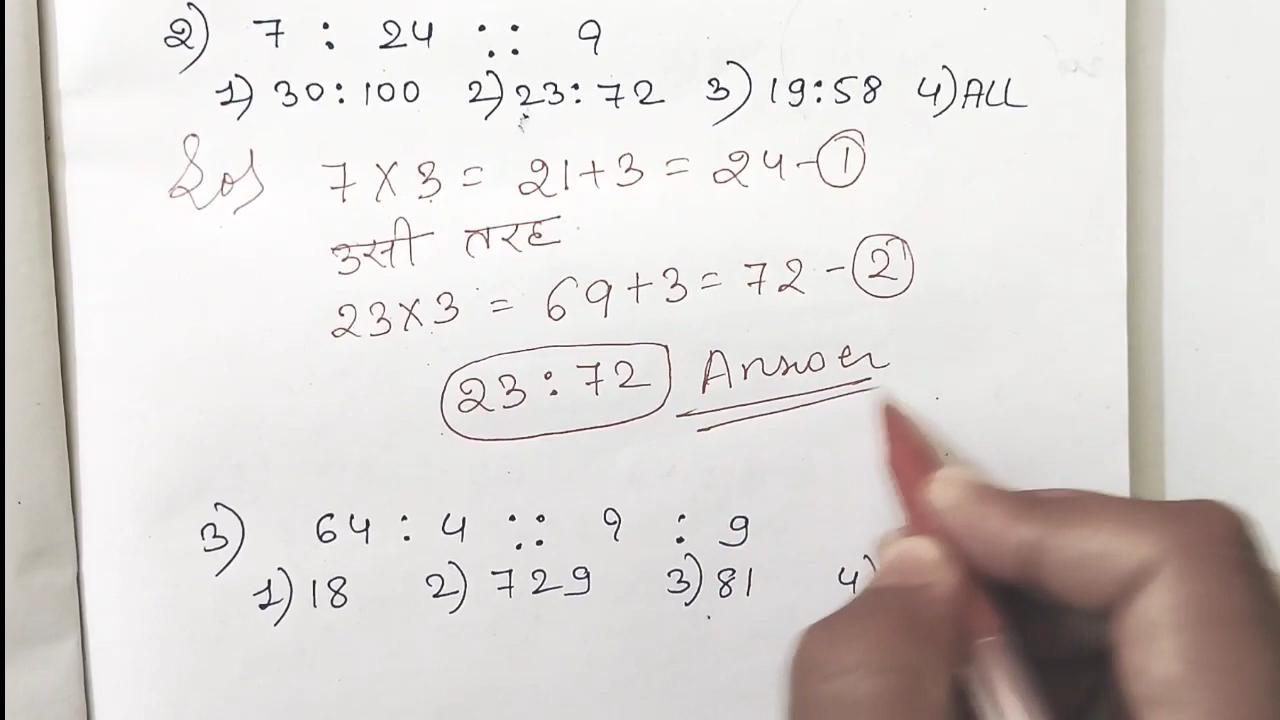 2) 7 : 24 :: ?
1) 30:100 2) 23:72 3) 19:58 4) ALL
7 × 3 = 21 + 3 = 24 - ①
उसी तरह
23 × 3 = 69 + 3 = 72 - ②
23 : 72 Answer
3) 64 : 4 :: ? : 9
1) 18 2) 729 3) 81 4)